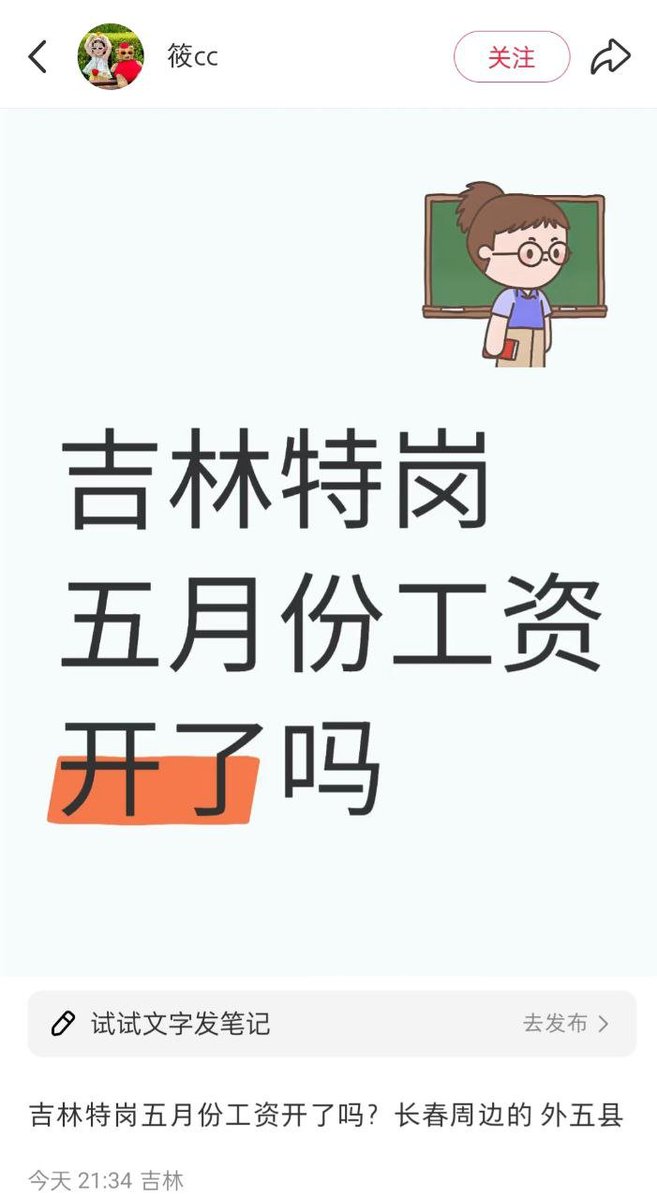 筱cc
关注
吉林特岗
五月份工资
开了吗
试试文字发笔记
去发布
吉林特岗五月份工资开了吗？长春周边的 外五县
今天 21:34 吉林